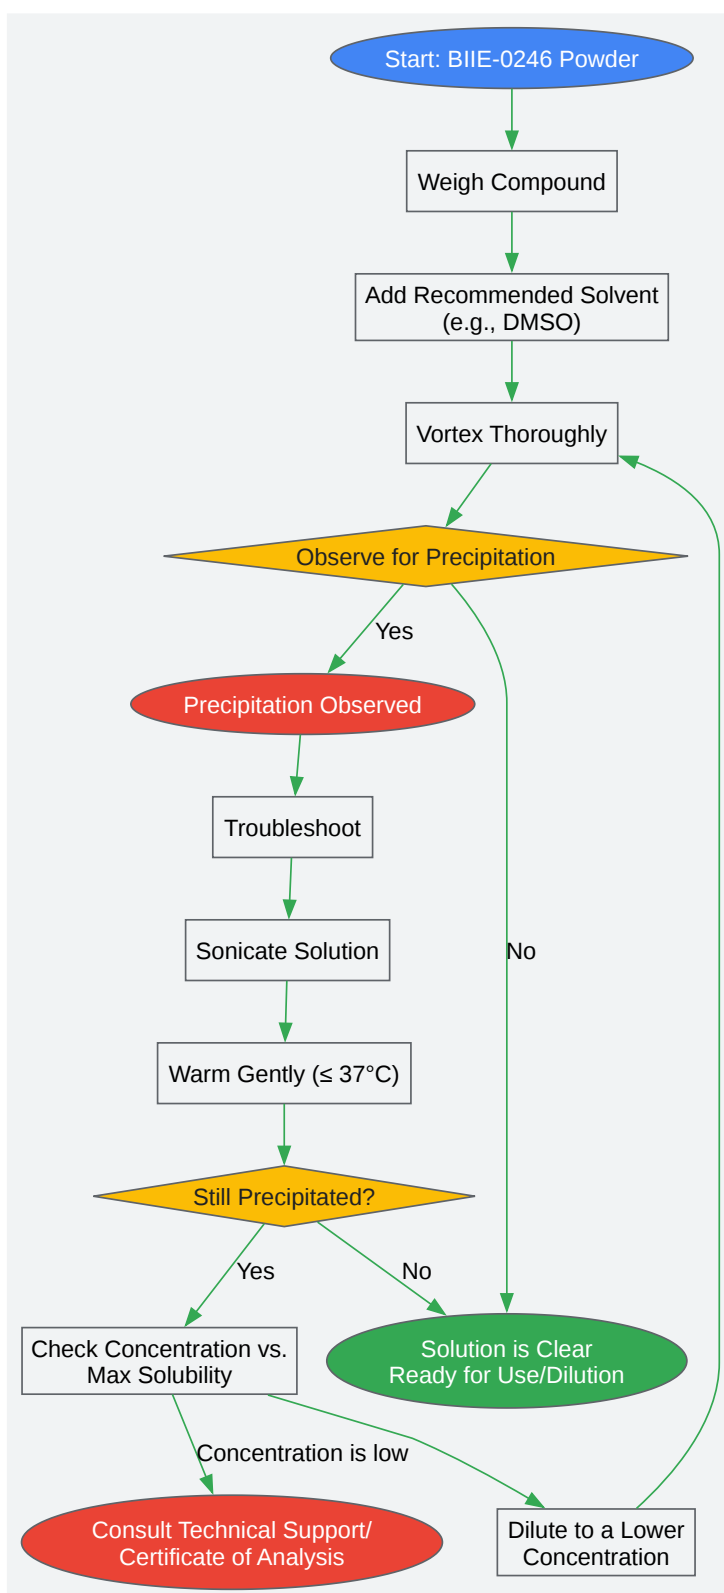 Start: BIIE-0246 Powder
Weigh Compound
Add Recommended Solvent
(e.g., DMSO)
Vortex Thoroughly
Observe for Precipitation
Yes
Precipitation Observed
Troubleshoot
Sonicate Solution
No
Warm Gently (≤ 37°C)
Still Precipitated?
Yes
No
Check Concentration vs.
Max Solubility
Solution is Clear
Ready for Use/Dilution
Concentration is low
Consult Technical Support/
Certificate of Analysis
Dilute to a Lower
Concentration